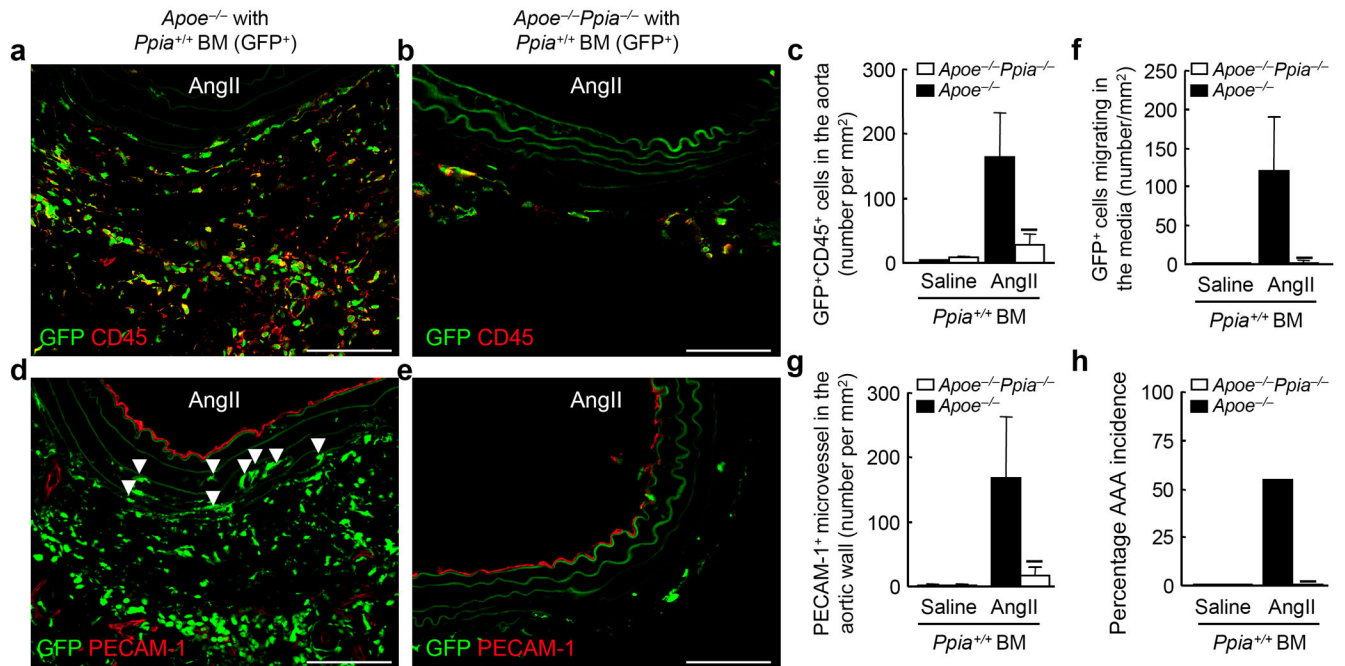 Apoe–/– with
Ppia+/+ BM (GFP+)
Apoe–/–Ppia–/– with
Ppia+/+ BM (GFP+)
a
AngII
GFP CD45
b
AngII
GFP CD45
c
GFP+CD45+ cells in the aorta
(number per mm2)
300
200
100
0
Apoe–/–Ppia–/–
Apoe–/–
Saline
AngII
Ppia+/+ BM
f
GFP+ cells migrating in
the media (number/mm2)
250
200
150
100
50
0
Apoe–/–Ppia–/–
Apoe–/–
Saline
AngII
Ppia+/+ BM
d
AngII
GFP PECAM-1
e
AngII
GFP PECAM-1
g
PECAM-1+ microvessel in the
aortic wall (number per mm2)
300
200
100
0
Apoe–/–Ppia–/–
Apoe–/–
Saline
AngII
Ppia+/+ BM
h
Percentage AAA incidence
100
75
50
25
0
Apoe–/–Ppia–/–
Apoe–/–
Saline
AngII
Ppia+/+ BM